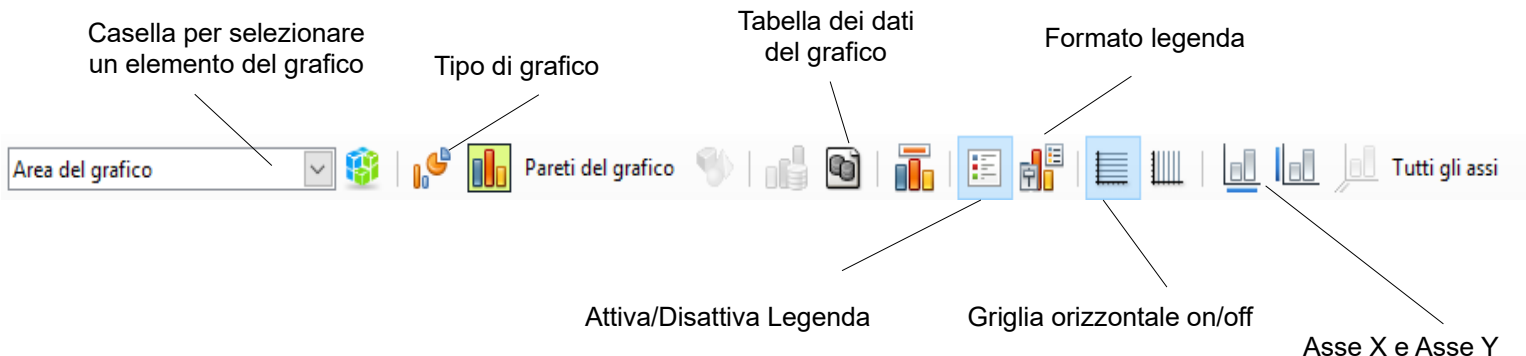 Casella per selezionare
un elemento del grafico
Tipo di grafico
Tabella dei dati
del grafico
Formato legenda
Area del grafico
Pareti del grafico
Tutti gli assi
Attiva/Disattiva Legenda
Griglia orizzontale on/off
Asse X e Asse Y